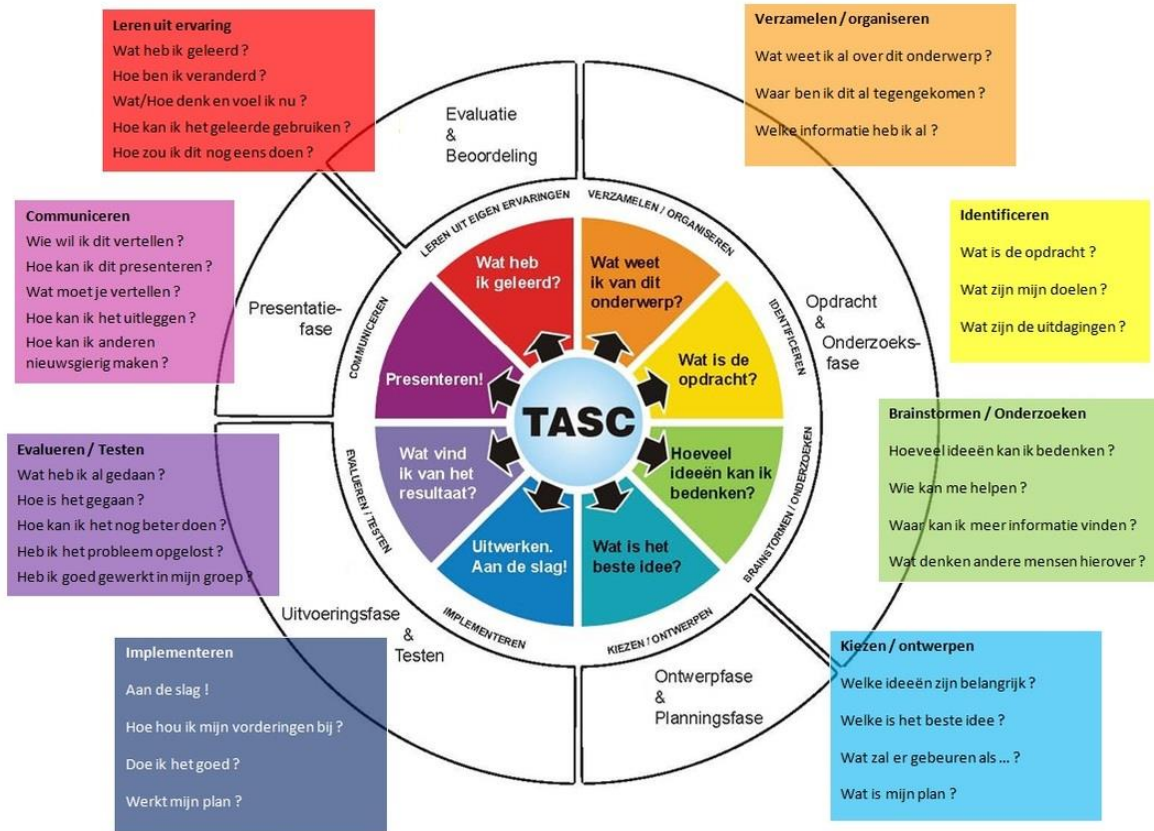 Leren uit ervaring
Wat heb ik geleerd ?
Hoe ben ik veranderd ?
Wat/Hoe denk en voel ik nu ?
Hoe kan ik het geleerde gebruiken ?
Hoe zou ik dit nog eens doen ?
Verzamelen / organiseren
Wat weet ik al over dit onderwerp ?
Waar ben ik dit al tegengekomen ?
Welke informatie heb ik al ?
Communiceren
Wie wil ik dit vertellen ?
Hoe kan ik dit presenteren ?
Wat moet je vertellen ?
Hoe kan ik het uitleggen ?
Hoe kan ik anderen
nieuwsgierig maken ?
Identificeren
Wat is de opdracht ?
Wat zijn mijn doelen ?
Wat zijn de uitdagingen ?
Evalueren / Testen
Wat heb ik al gedaan ?
Hoe is het gegaan ?
Hoe kan ik het nog beter doen ?
Heb ik het probleem opgelost ?
Heb ik goed gewerkt in mijn groep ?
Brainstormen / Onderzoeken
Hoeveel ideeën kan ik bedenken ?
Wie kan me helpen ?
Waar kan ik meer informatie vinden ?
Wat denken andere mensen hierover ?
Implementeren
Aan de slag !
Hoe hou ik mijn vorderingen bij ?
Doe ik het goed ?
Werkt mijn plan ?
Kiezen / ontwerpen
Welke ideeën zijn belangrijk ?
Welke is het beste idee ?
Wat zal er gebeuren als ... ?
Wat is mijn plan ?
Evaluatie
&
Beoordeling
Opdracht
&
Onderzoeks-
fase
Ontwerpfase
&
Planningsfase
Uitvoeringsfase
&
Testen
Presentatie-
fase
LEREN UIT EIGEN ERVARINGEN
VERZAMELEN / ORGANISEREN
IDENTIFICEREN
BRAINSTORMEN / ONDERZOEKEN
KIEZEN / ONTWERPEN
IMPLEMENTEREN
EVALUEREN / TESTEN
COMMUNICEREN
Wat heb
ik geleerd?
Wat weet
ik van dit
onderwerp?
Wat is de
opdracht?
Hoeveel
ideeën kan ik
bedenken?
Wat is het
beste idee?
Uitwerken.
Aan de slag!
Wat vind
ik van het
resultaat?
Presenteren!
TASC